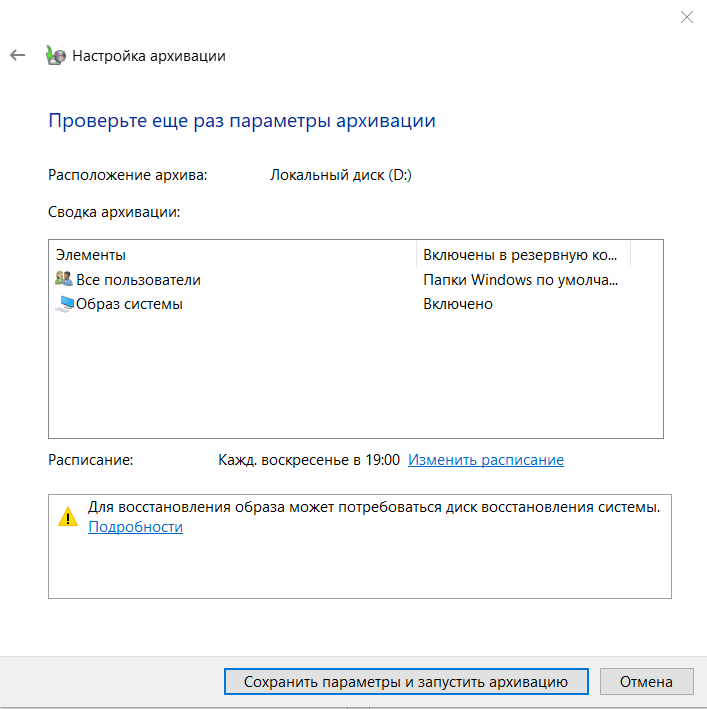 Настройка архивации
Проверьте еще раз параметры архивации
Расположение архива: Локальный диск (D:)
Сводка архивации:
Элементы Включены в резервную ко...
Все пользователи Папки Windows по умолча...
Образ системы Включено
Расписание: Кажд. воскресенье в 19:00 Изменить расписание
Для восстановления образа может потребоваться диск восстановления системы.
Подробности
Сохранить параметры и запустить архивацию Отмена